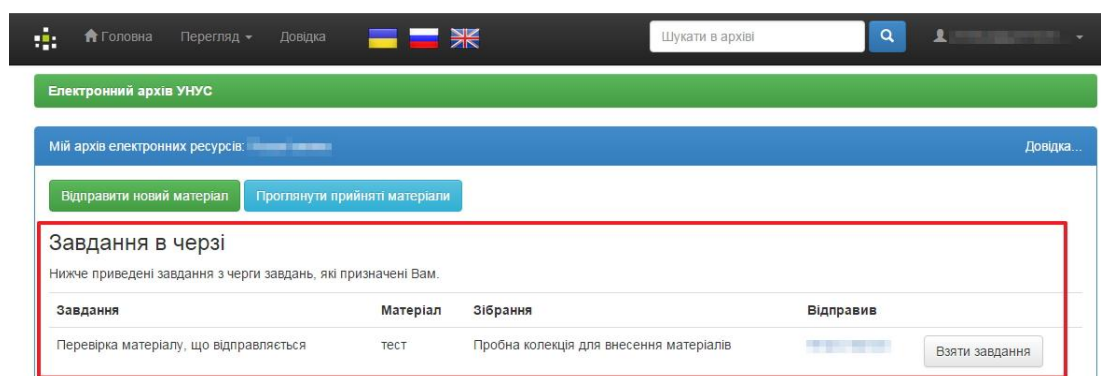 Головна Перегляд Довідка Шукати в архіві
Електронний архів УНУС
Мій архів електронних ресурсів: Довідка...
Відправити новий матеріал Проглянути прийняті матеріали
Завдання в черзі
Нижче приведені завдання з черги завдань, які призначені Вам.
Завдання Матеріал Зібрання Відправив
Перевірка матеріалу, що відправляється тест Пробна колекція для внесення матеріалів Взяти завдання